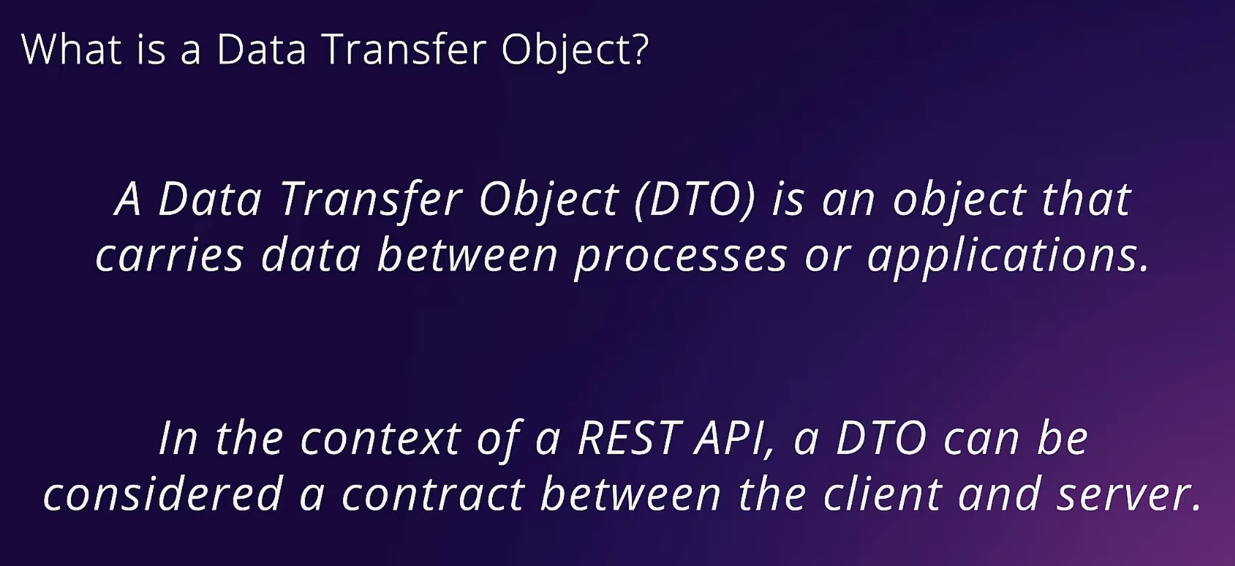 What is a Data Transfer Object?
A Data Transfer Object (DTO) is an object that
carries data between processes or applications.
In the context of a REST API, a DTO can be
considered a contract between the client and server.